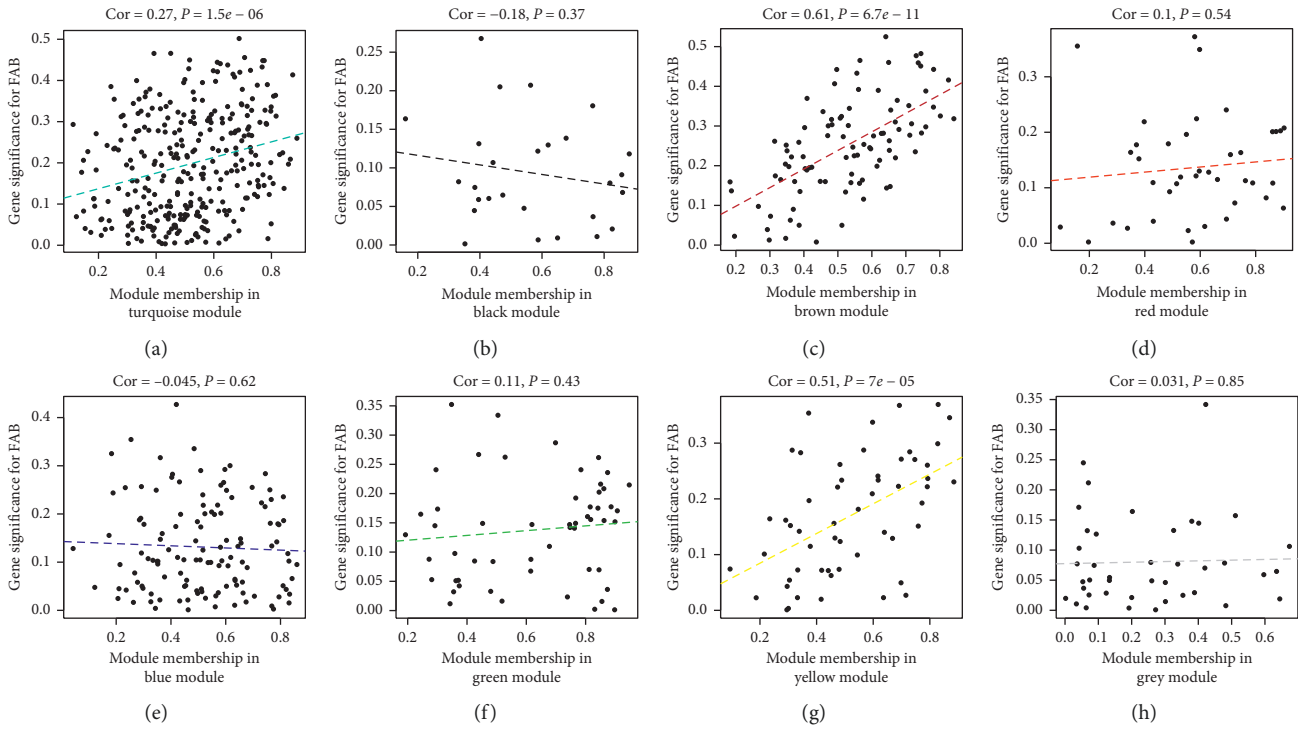 Cor = 0.27, P = 1.5e − 06
Gene significance for FAB
0.5
0.4
0.3
0.2
0.1
0.0
0.2 0.4 0.6 0.8
Module membership in
turquoise module
(a)
Cor = −0.18, P = 0.37
Gene significance for FAB
0.25
0.20
0.15
0.10
0.05
0.00
0.2 0.4 0.6 0.8
Module membership in
black module
(b)
Cor = 0.61, P = 6.7e − 11
Gene significance for FAB
0.5
0.4
0.3
0.2
0.1
0.0
0.2 0.3 0.4 0.5 0.6 0.7 0.8
Module membership in
brown module
(c)
Cor = 0.1, P = 0.54
Gene significance for FAB
0.3
0.2
0.1
0.0
0.2 0.4 0.6 0.8
Module membership in
red module
(d)
Cor = −0.045, P = 0.62
Gene significance for FAB
0.4
0.3
0.2
0.1
0.0
0.2 0.4 0.6 0.8
Module membership in
blue module
(e)
Cor = 0.11, P = 0.43
Gene significance for FAB
0.35
0.30
0.25
0.20
0.15
0.10
0.05
0.00
0.2 0.4 0.6 0.8
Module membership in
green module
(f)
Cor = 0.51, P = 7e − 05
Gene significance for FAB
0.3
0.2
0.1
0.0
0.2 0.4 0.6 0.8
Module membership in
yellow module
(g)
Cor = 0.031, P = 0.85
Gene significance for FAB
0.35
0.30
0.25
0.20
0.15
0.10
0.05
0.00
0.0 0.1 0.2 0.3 0.4 0.5 0.6
Module membership in
grey module
(h)